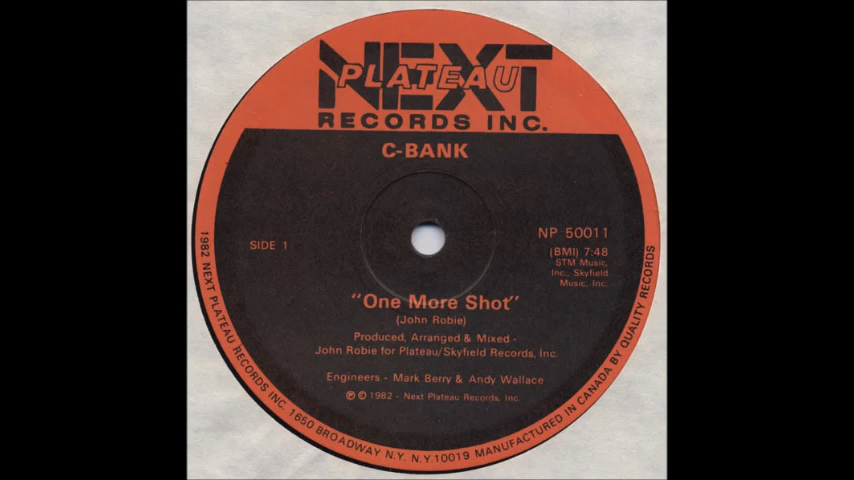 NEXT
PLATEAU
RECORDS INC.
C-BANK
SIDE 1
NP 50011
(BMI) 7:48
STM Music,
Inc., Skyfield
Music, Inc.
"One More Shot"
(John Robie)
Produced, Arranged & Mixed -
John Robie for Plateau/Skyfield Records, Inc.
Engineers - Mark Berry & Andy Wallace
℗ © 1982 - Next Plateau Records, Inc.
1982 NEXT PLATEAU RECORDS INC. 1650 BROADWAY N.Y. N.Y. 10019 MANUFACTURED IN CANADA BY QUALITY RECORDS